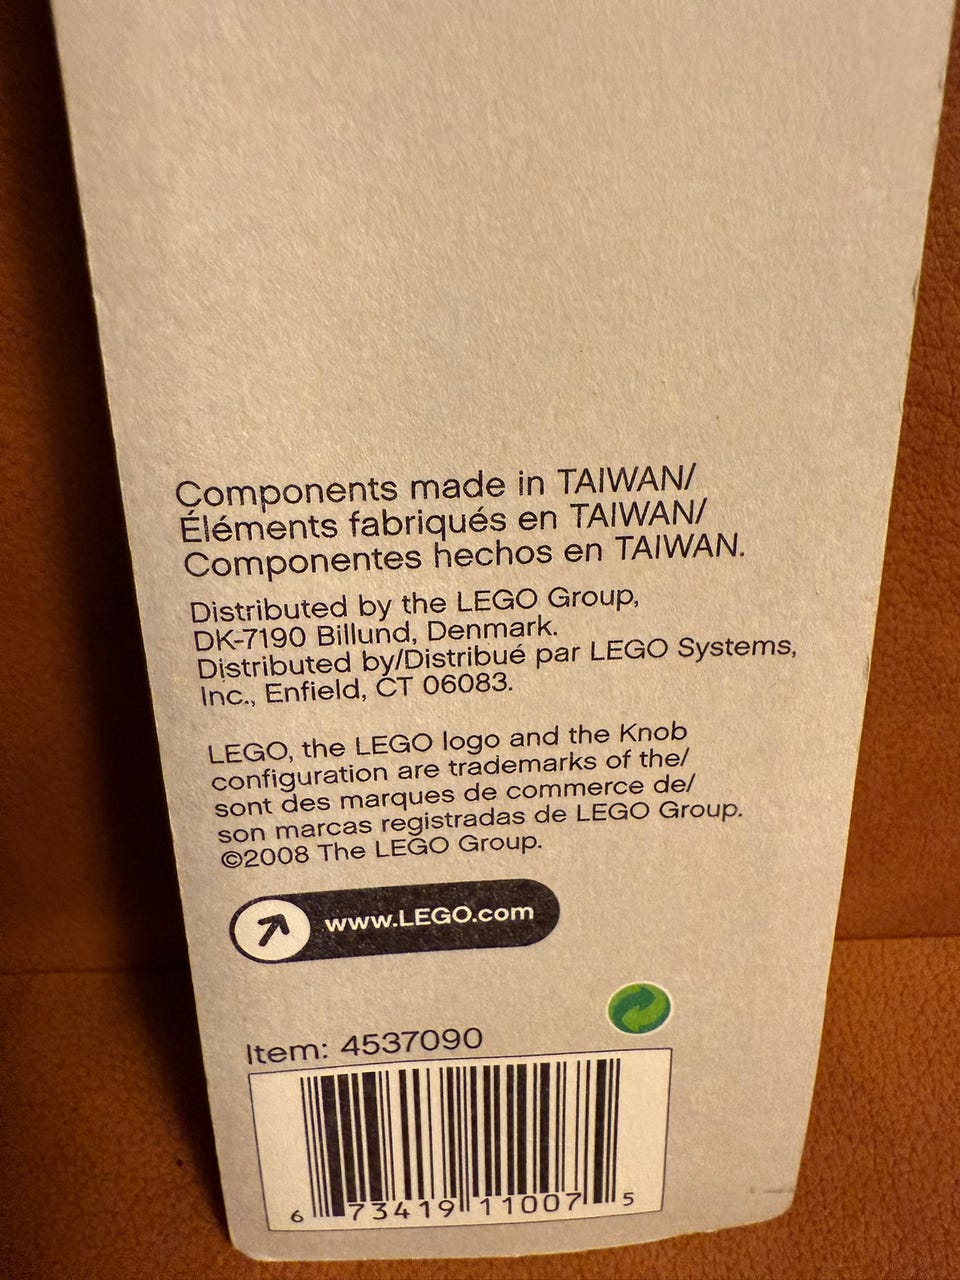 Components made in TAIWAN/
Éléments fabriqués en TAIWAN/
Componentes hechos en TAIWAN.
Distributed by the LEGO Group,
DK-7190 Billund, Denmark.
Distributed by/Distribué par LEGO Systems,
Inc., Enfield, CT 06083.
LEGO, the LEGO logo and the Knob
configuration are trademarks of the/
sont des marques de commerce de/
son marcas registradas de LEGO Group.
©2008 The LEGO Group.
www.LEGO.com
Item: 4537090
6 73419 11007 5